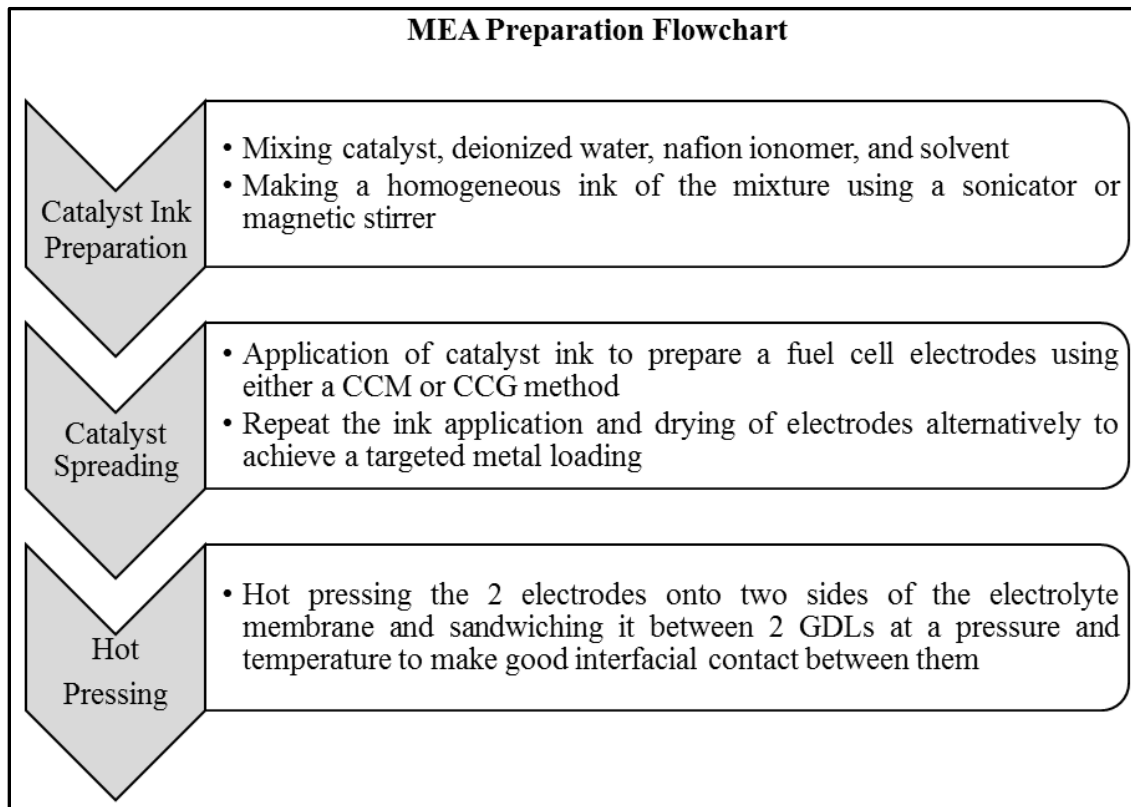 MEA Preparation Flowchart
Catalyst Ink
Preparation
• Mixing catalyst, deionized water, nafion ionomer, and solvent
• Making a homogeneous ink of the mixture using a sonicator or
magnetic stirrer
Catalyst
Spreading
• Application of catalyst ink to prepare a fuel cell electrodes using
either a CCM or CCG method
• Repeat the ink application and drying of electrodes alternatively to
achieve a targeted metal loading
Hot
Pressing
• Hot pressing the 2 electrodes onto two sides of the electrolyte
membrane and sandwiching it between 2 GDLs at a pressure and
temperature to make good interfacial contact between them